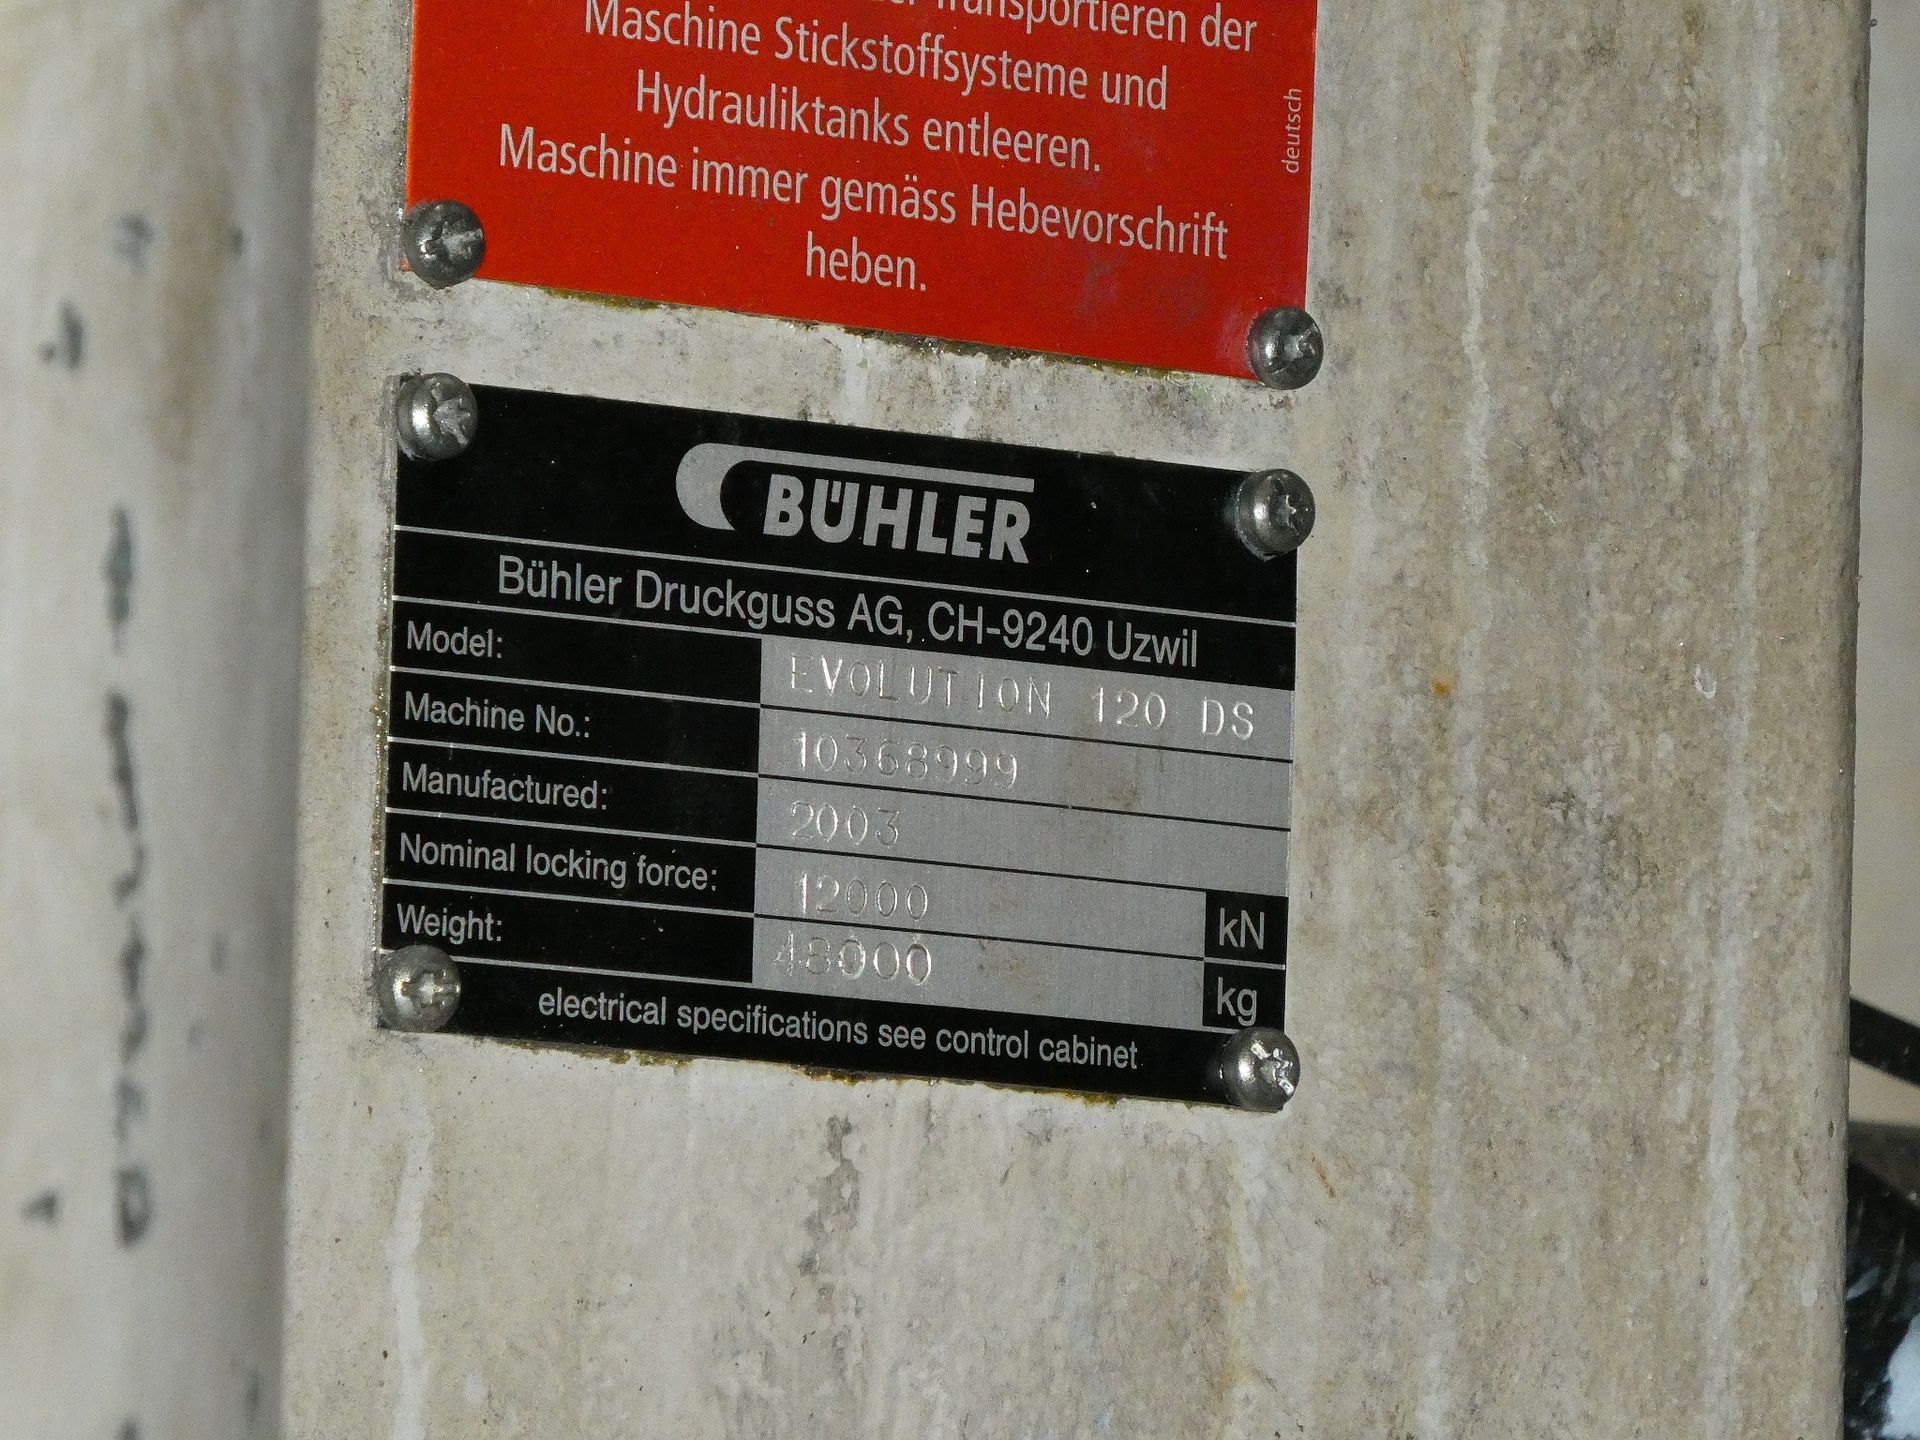 Transportieren der
Maschine Stickstoffsysteme und
Hydrauliktanks entleeren.
Maschine immer gemäss Hebevorschrift
heben.
deutsch
BÜHLER
Bühler Druckguss AG, CH-9240 Uzwil
Model: EVOLUTION 120 DS
Machine No.: 10368999
Manufactured: 2003
Nominal locking force: 12000 kN
Weight: 48000 kg
electrical specifications see control cabinet